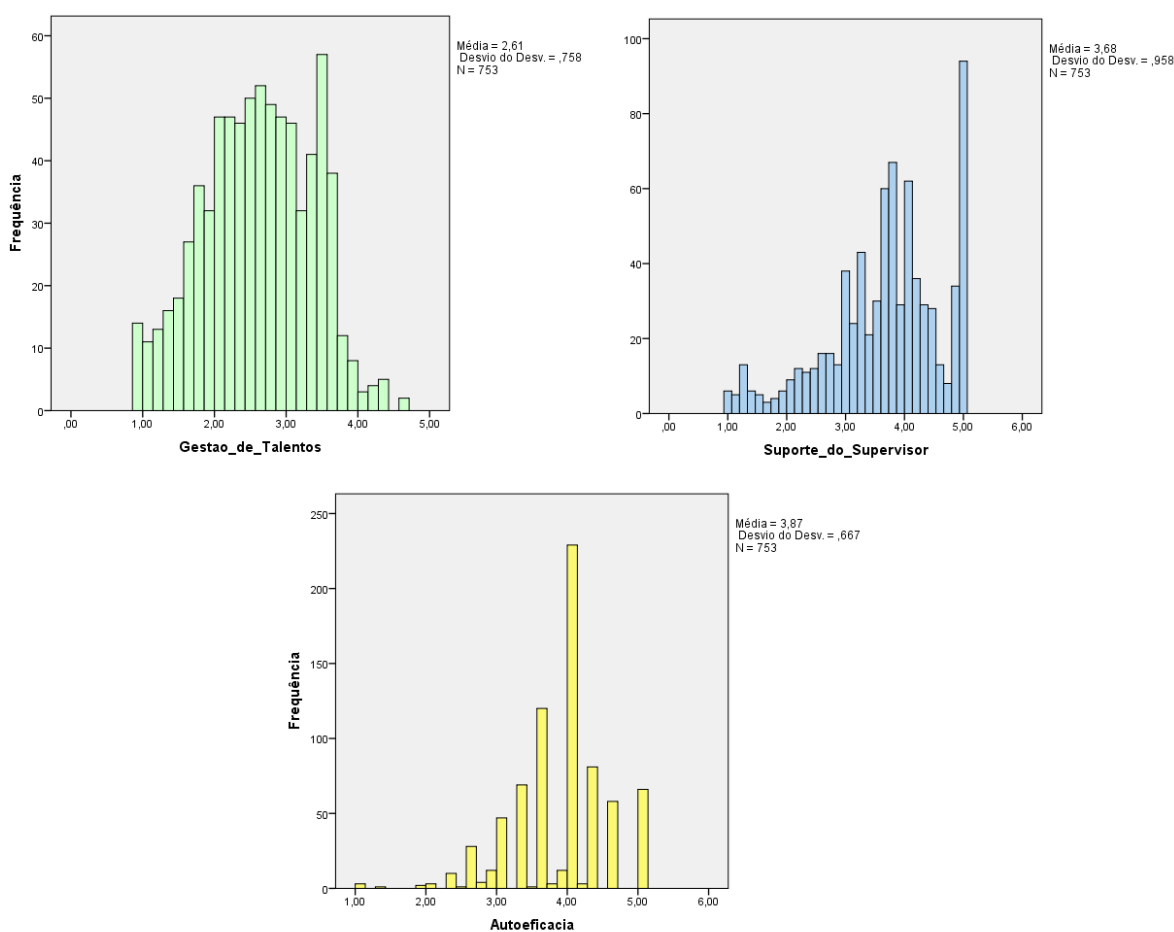 Média = 2,61
Desvio do Desv. = ,758
N = 753
Frequência
60
50
40
30
20
10
0
,00 1,00 2,00 3,00 4,00 5,00
Gestao_de_Talentos
Média = 3,68
Desvio do Desv. = ,958
N = 753
100
80
60
40
20
0
,00 1,00 2,00 3,00 4,00 5,00 6,00
Suporte_do_Supervisor
Média = 3,87
Desvio do Desv. = ,667
N = 753
Frequência
250
200
150
100
50
0
1,00 2,00 3,00 4,00 5,00 6,00
Autoeficacia